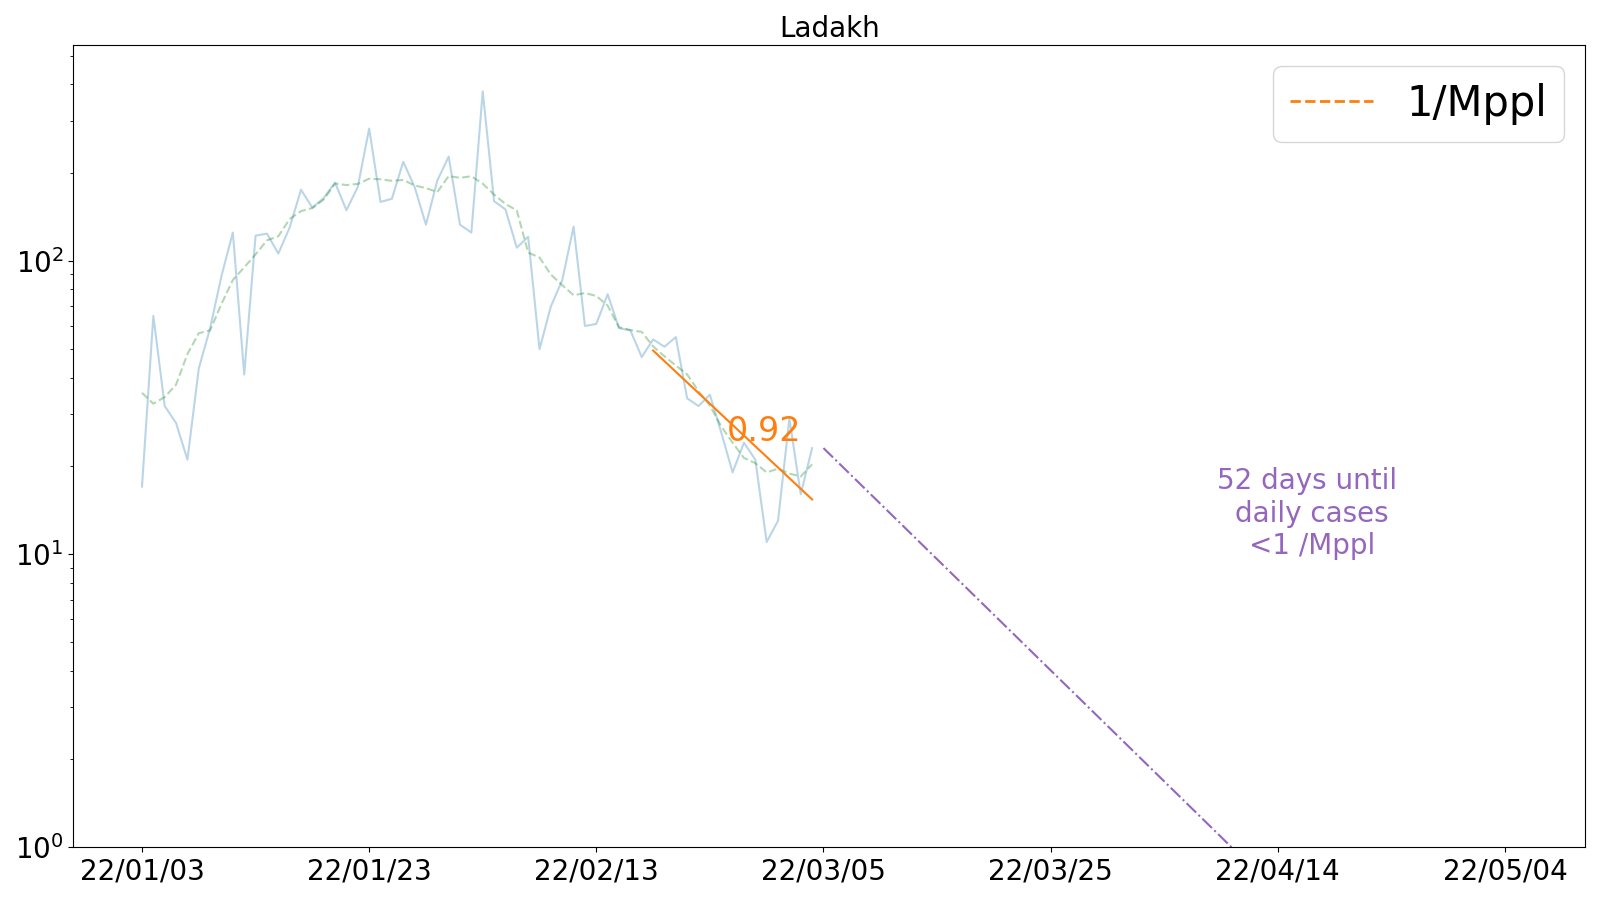 Ladakh
1/Mppl
10²
0.92
52 days until
daily cases
<1 /Mppl
10¹
10⁰
22/01/03 22/01/23 22/02/13 22/03/05 22/03/25 22/04/14 22/05/04